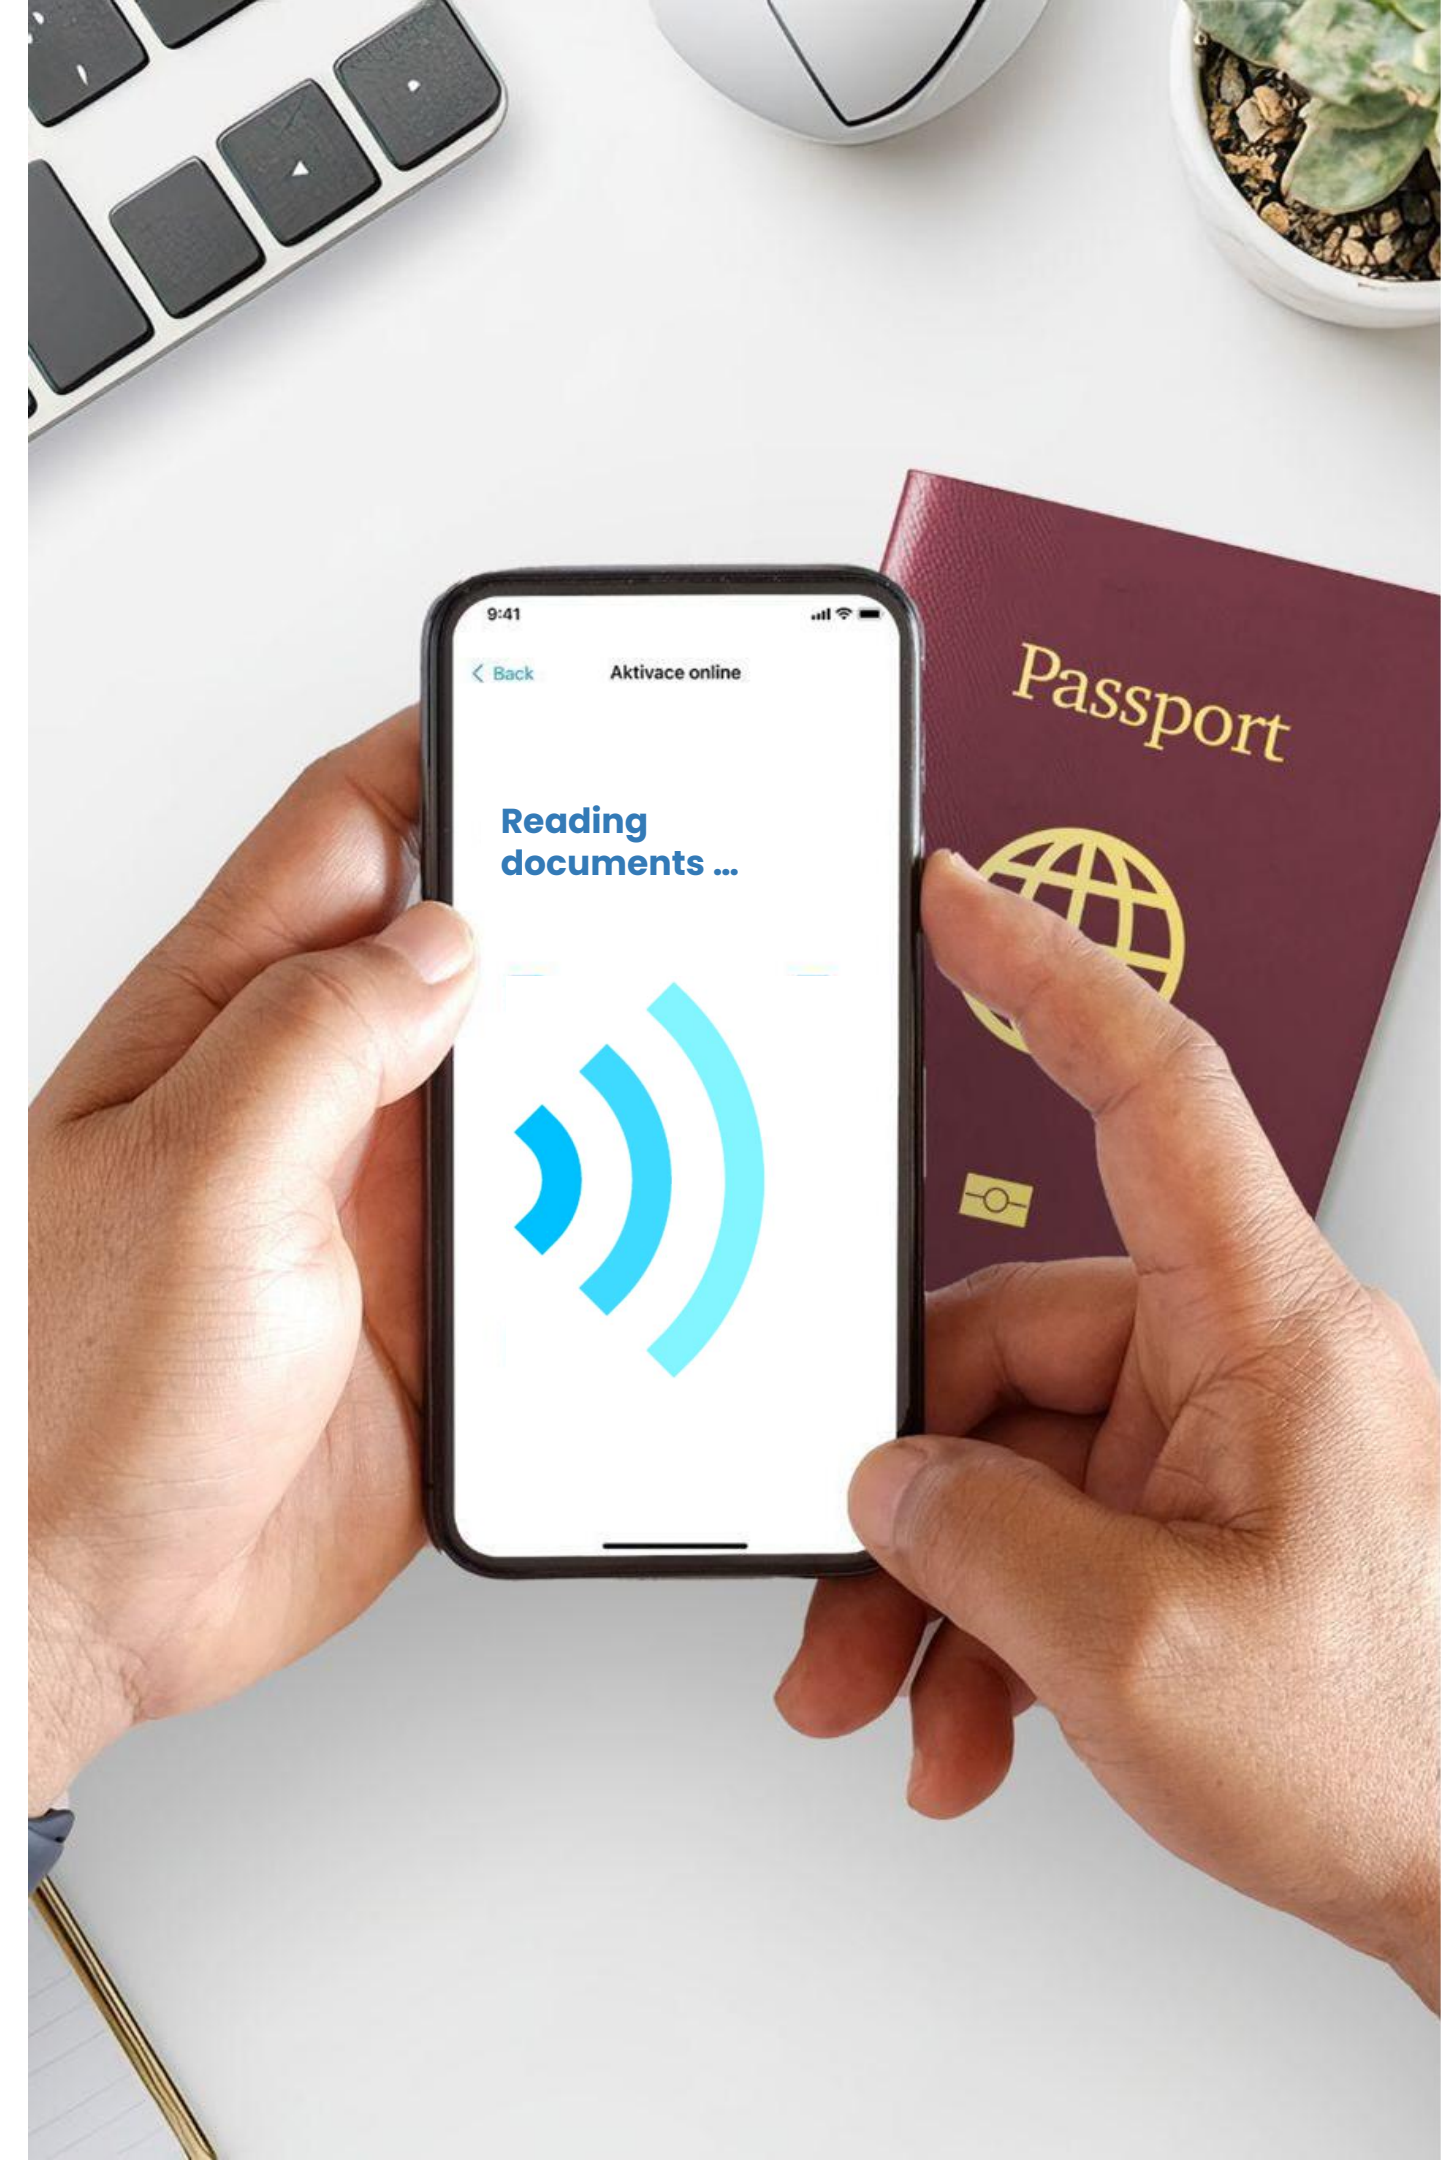 9:41
Back
Aktivace online
Reading
documents ...
Passport